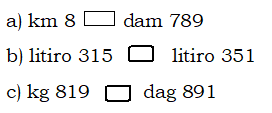 a) km 8 dam 789
b) litiro 315 litiro 351
c) kg 819 dag 891